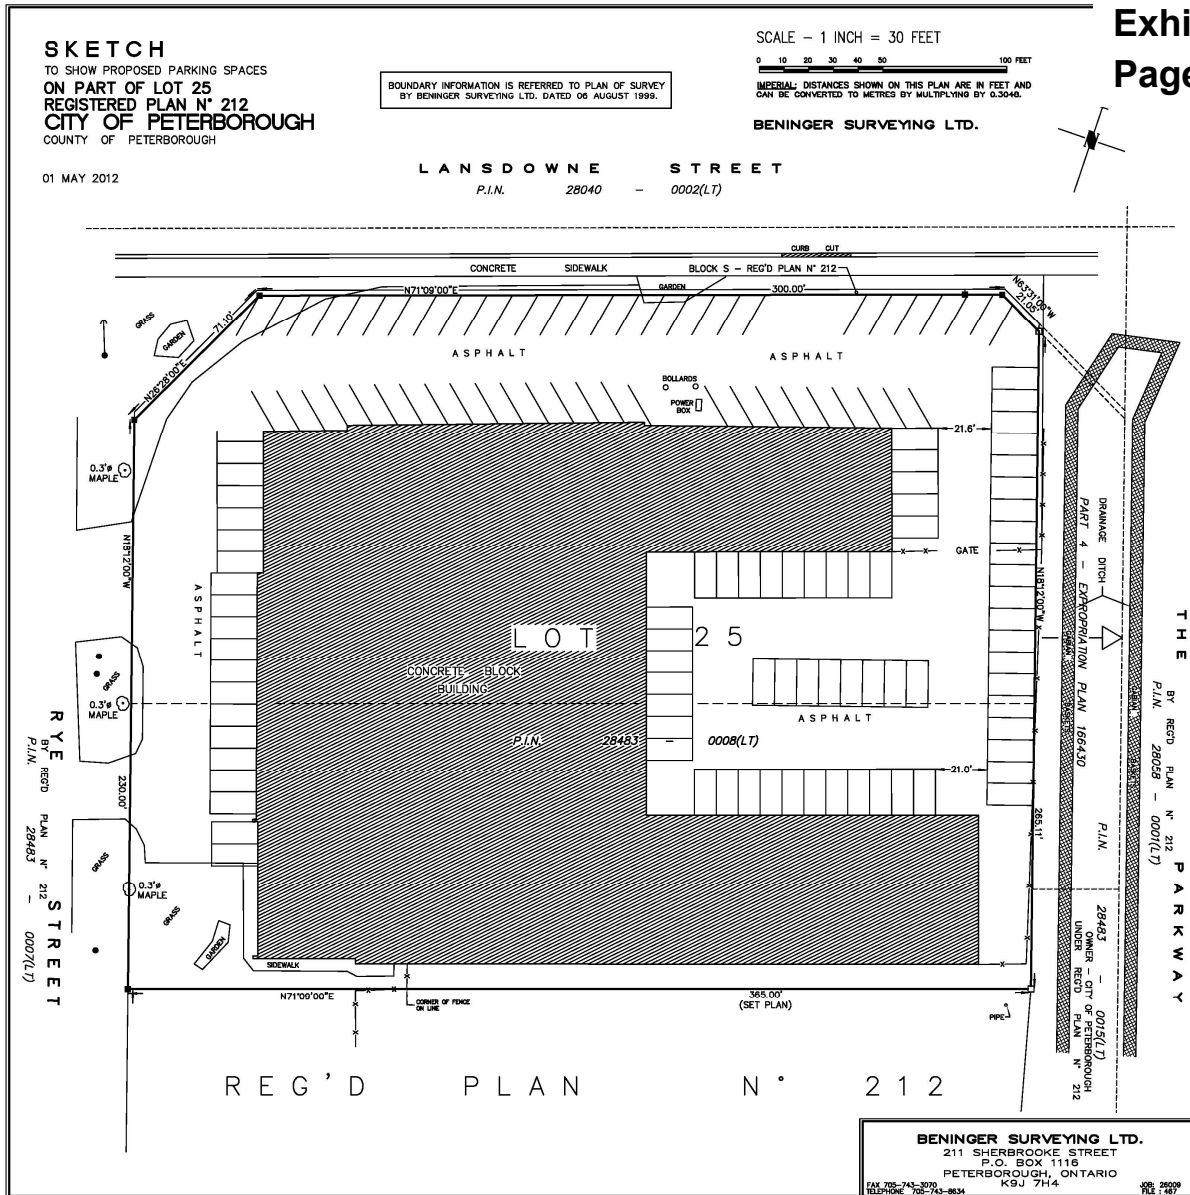 Exhi
Page
SKETCH
TO SHOW PROPOSED PARKING SPACES
ON PART OF LOT 25
REGISTERED PLAN N° 212
CITY OF PETERBOROUGH
COUNTY OF PETERBOROUGH
01 MAY 2012
BOUNDARY INFORMATION IS REFERRED TO PLAN OF SURVEY
BY BENINGER SURVEYING LTD. DATED 06 AUGUST 1999.
SCALE - 1 INCH = 30 FEET
0 10 20 30 40 50 100 FEET
IMPERIAL: DISTANCES SHOWN ON THIS PLAN ARE IN FEET AND
CAN BE CONVERTED TO METRES BY MULTIPLYING BY 0.3048.
BENINGER SURVEYING LTD.
LANSDOWNE STREET
P.I.N. 28040 - 0002(LT)
CURB CUT
CONCRETE SIDEWALK
BLOCK S - REG'D PLAN N° 212
N71°09'00"E
GARDEN
300.00'
N63°31'00"W
21.05'
GRASS
GARDEN
71.10'
N26°28'00"E
ASPHALT
ASPHALT
BOLLARDS
POWER
BOX
21.6'
0.3'ø
MAPLE
N18°12'00"W
GATE
N18°12'00"W
DRAINAGE DITCH
PART 4 - EXPROPRIATION PLAN 166430
ASPHALT
LOT 25
CONCRETE BLOCK
BUILDING
GRASS
0.3'ø
MAPLE
ASPHALT
P.I.N. 28483 - 0008(LT)
GABIAN BASKETS
GABIAN BASKETS
THE PARKWAY
BY REG'D PLAN N° 212
P.I.N. 28058 - 0001(LT)
RYE STREET
BY REG'D PLAN N° 212
P.I.N. 28483 - 0007(LT)
230.00'
21.0'
265.11'
P.I.N. 28483 - 0015(LT)
OWNER - CITY OF PETERBOROUGH
UNDER REG'D PLAN N° 212
GRASS
0.3'ø
MAPLE
GRASS
GARDEN
SIDEWALK
N71°09'00"E
CORNER OF FENCE
ON LINE
365.00'
(SET PLAN)
PIPE
REG'D PLAN N° 212
BENINGER SURVEYING LTD.
211 SHERBROOKE STREET
P.O. BOX 1116
PETERBOROUGH, ONTARIO
K9J 7H4
FAX 705-743-3070
TELEPHONE 705-743-8634
JOB: 26009
FILE : 467